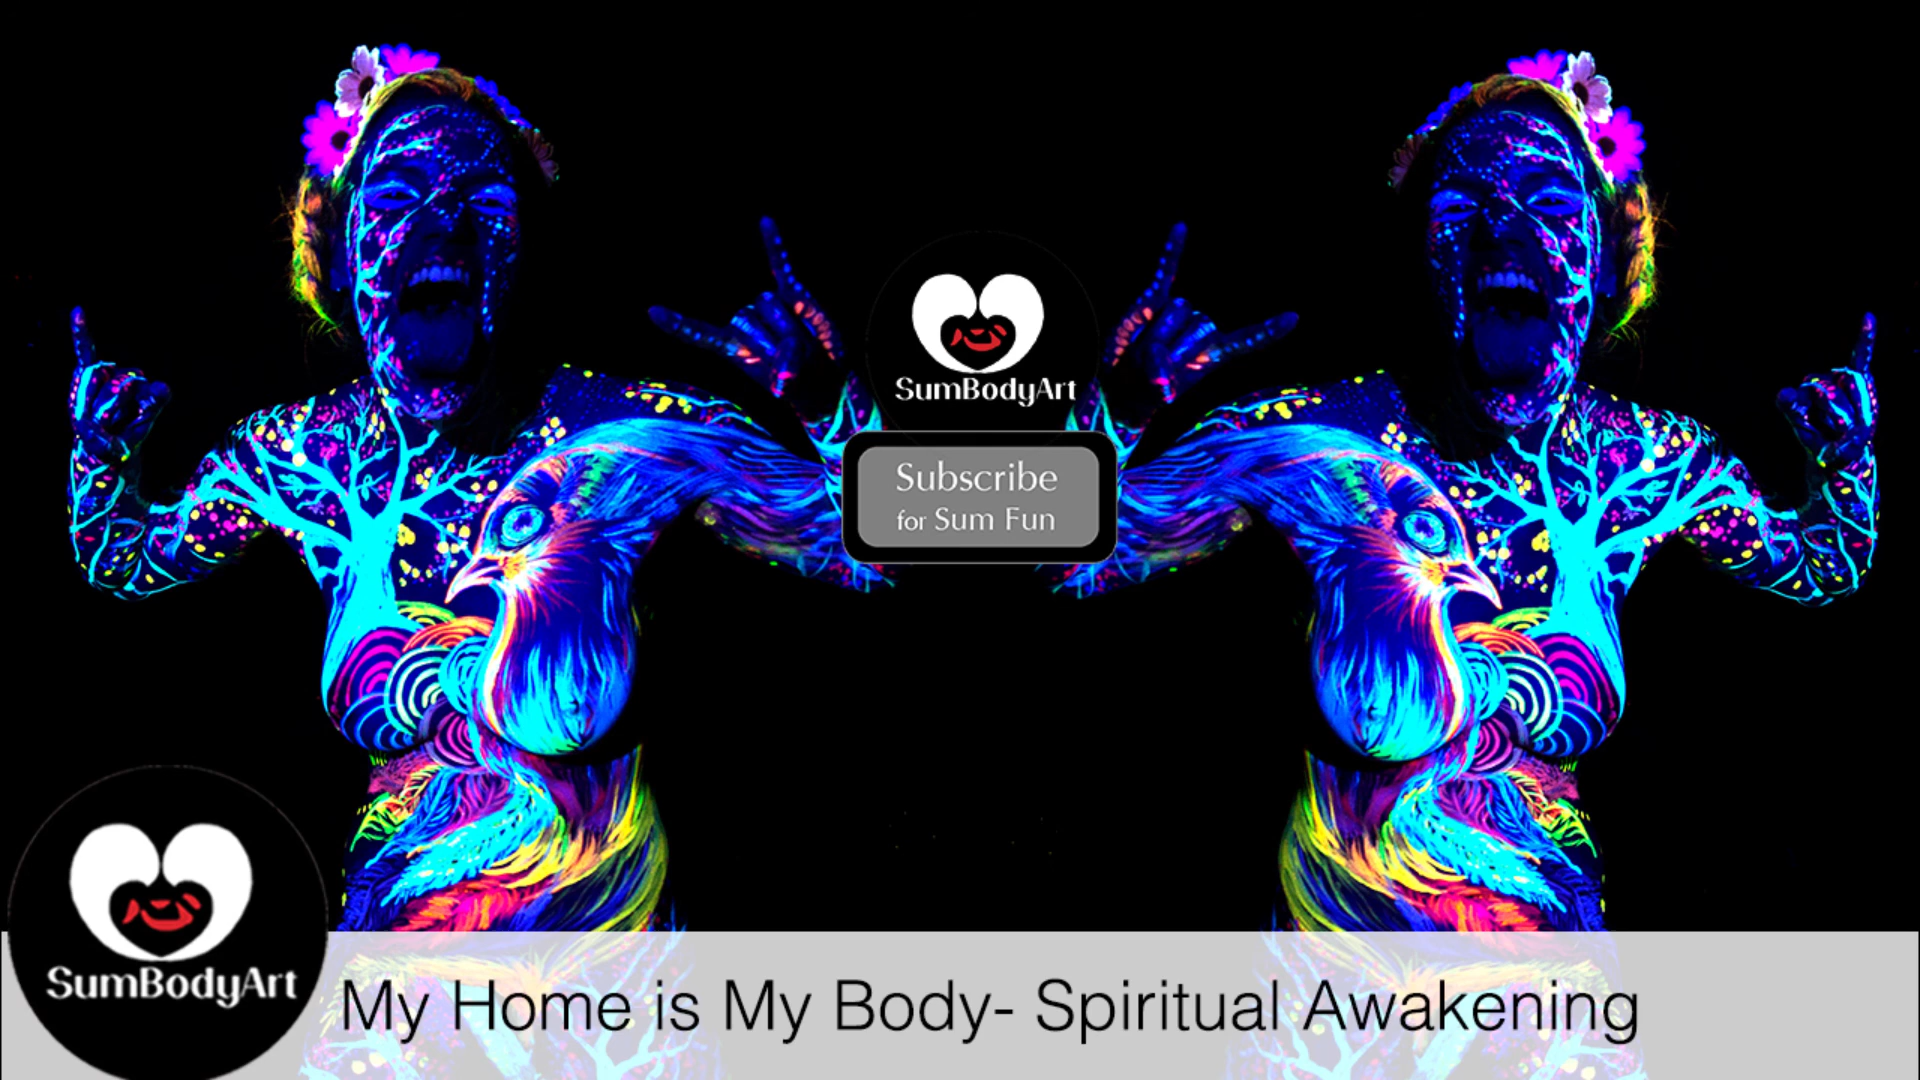 SumBodyArt
Subscribe
for Sum Fun
SumBodyArt
My Home is My Body- Spiritual Awakening